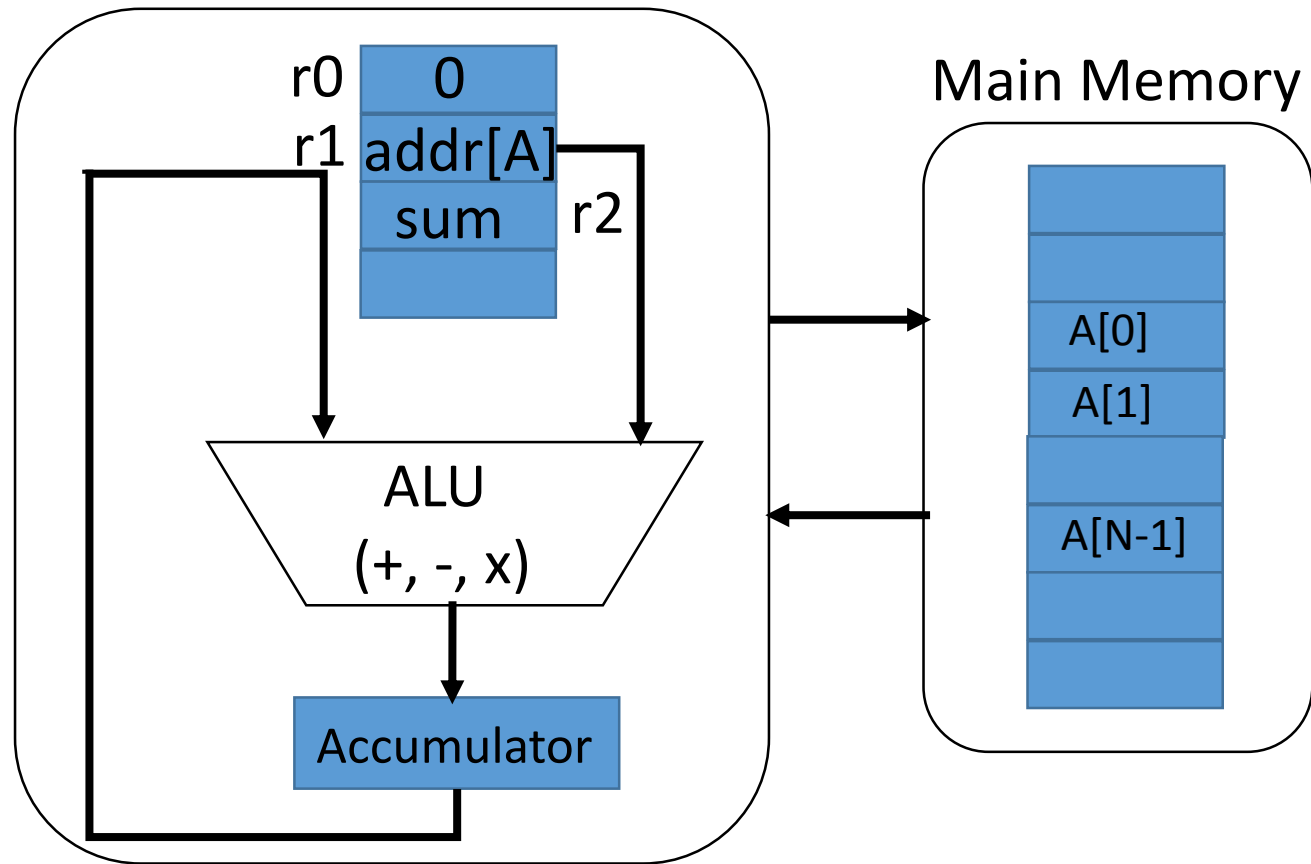 r0
0
r1
addr[A]
sum
r2
ALU
(+, -, x)
Accumulator
Main Memory
A[0]
A[1]
A[N-1]